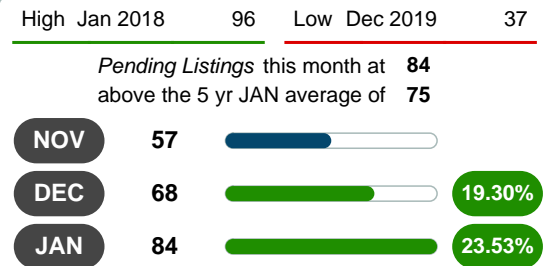 High Jan 2018 96 Low Dec 2019 37
Pending Listings this month at 84
above the 5 yr JAN average of 75
NOV 57
DEC 68 19.30%
JAN 84 23.53%